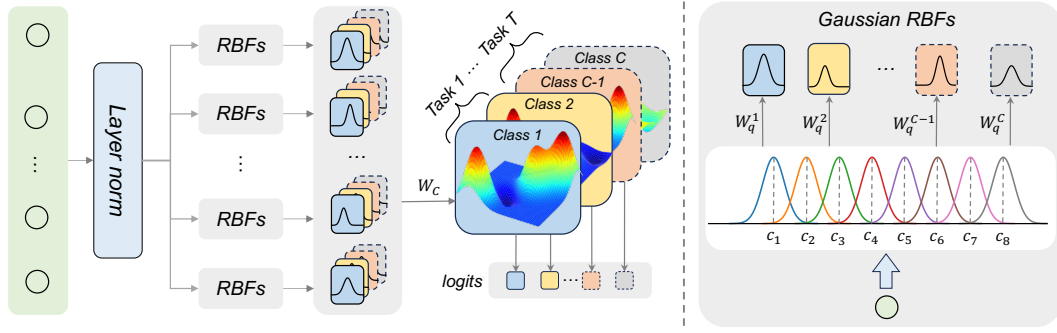 ⋮
Layer norm
RBFs
RBFs
⋮
RBFs
RBFs
...
W_C
Task 1 ... Task T
Class C
Class C-1
Class 2
Class 1
logits
...
Gaussian RBFs
...
W_q^1 W_q^2 W_q^{C-1} W_q^C
c_1 c_2 c_3 c_4 c_5 c_6 c_7 c_8